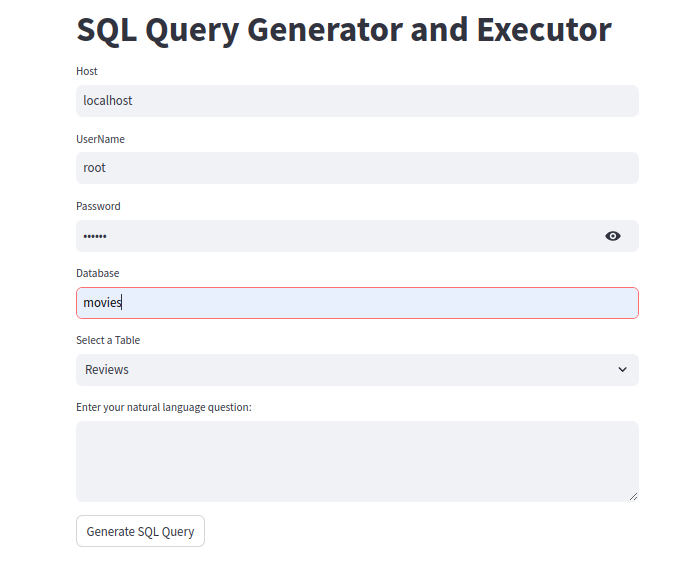 SQL Query Generator and Executor
Host
localhost
UserName
root
Password
••••••
Database
movies
Select a Table
Reviews
Enter your natural language question:
Generate SQL Query